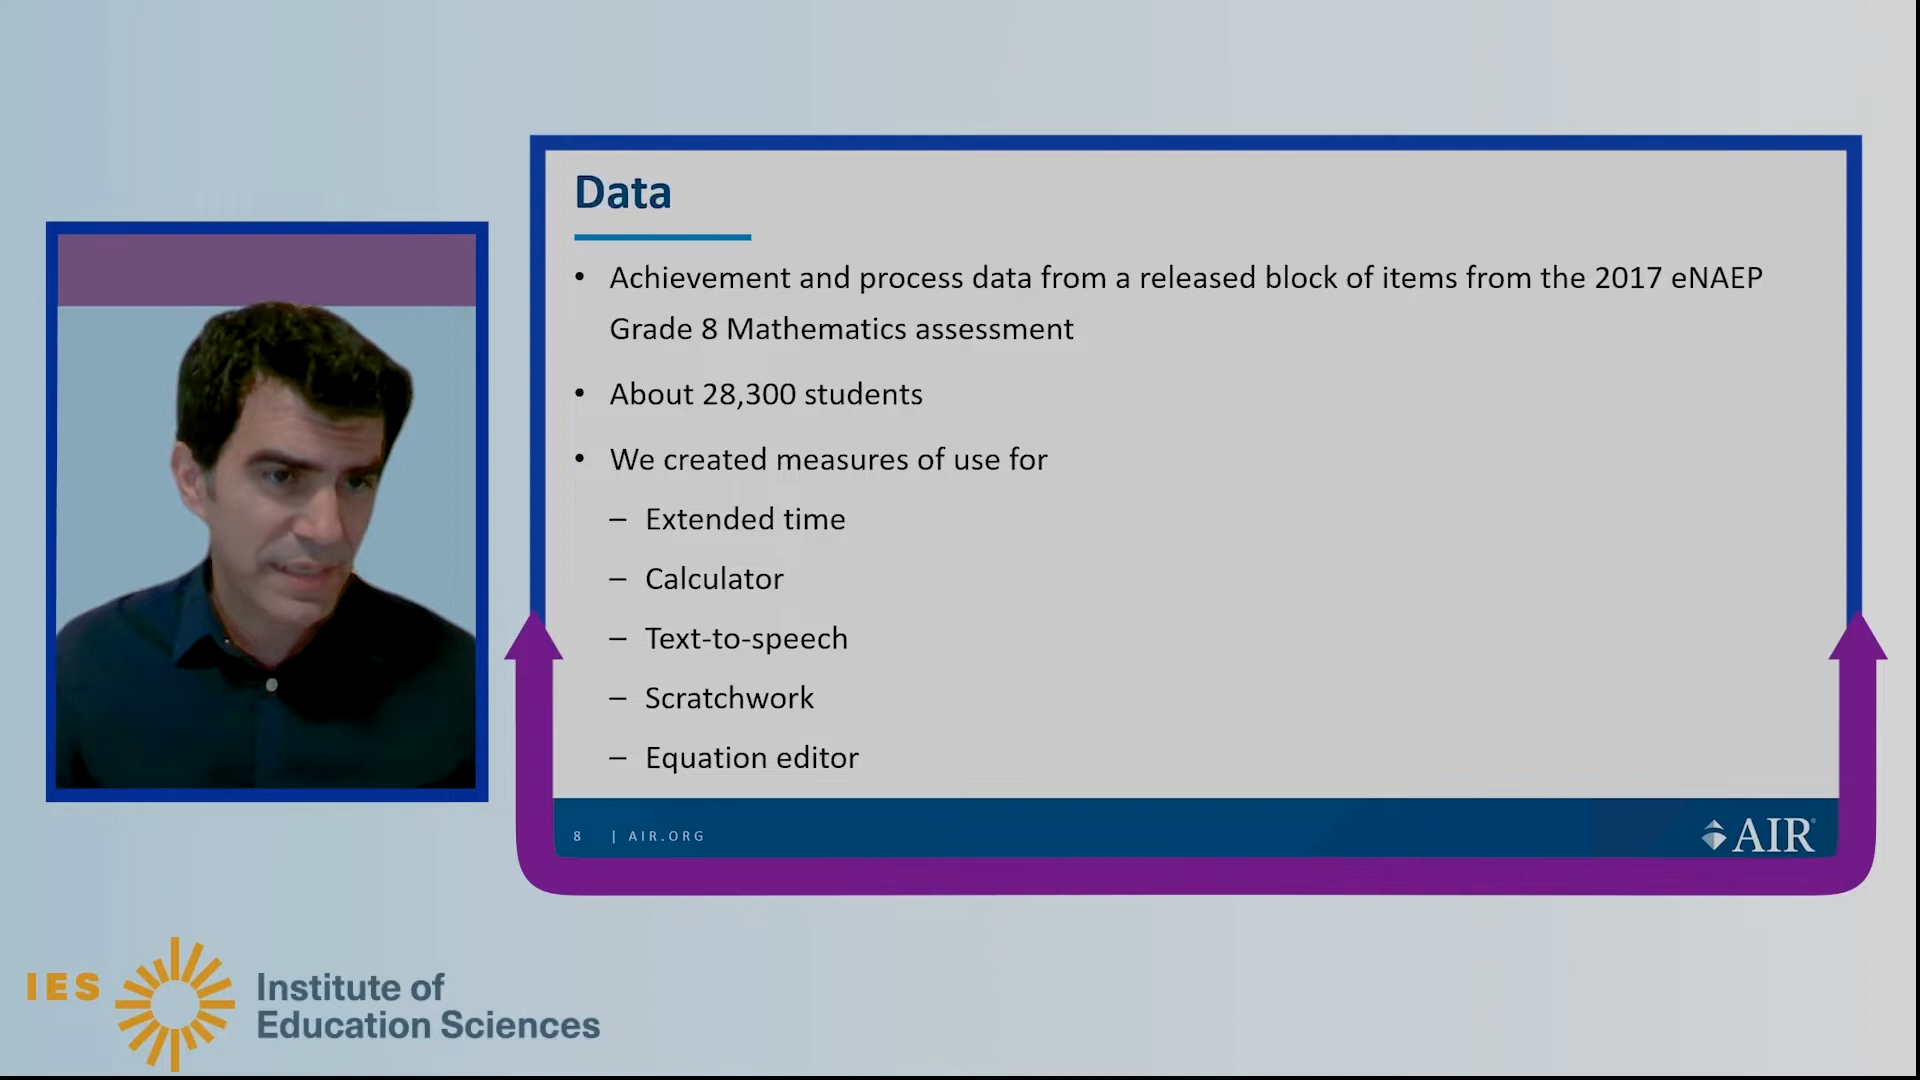 Data
• Achievement and process data from a released block of items from the 2017 eNAEP
Grade 8 Mathematics assessment
• About 28,300 students
• We created measures of use for
– Extended time
– Calculator
– Text-to-speech
– Scratchwork
– Equation editor
8 | AIR.ORG
AIR
IES
Institute of
Education Sciences